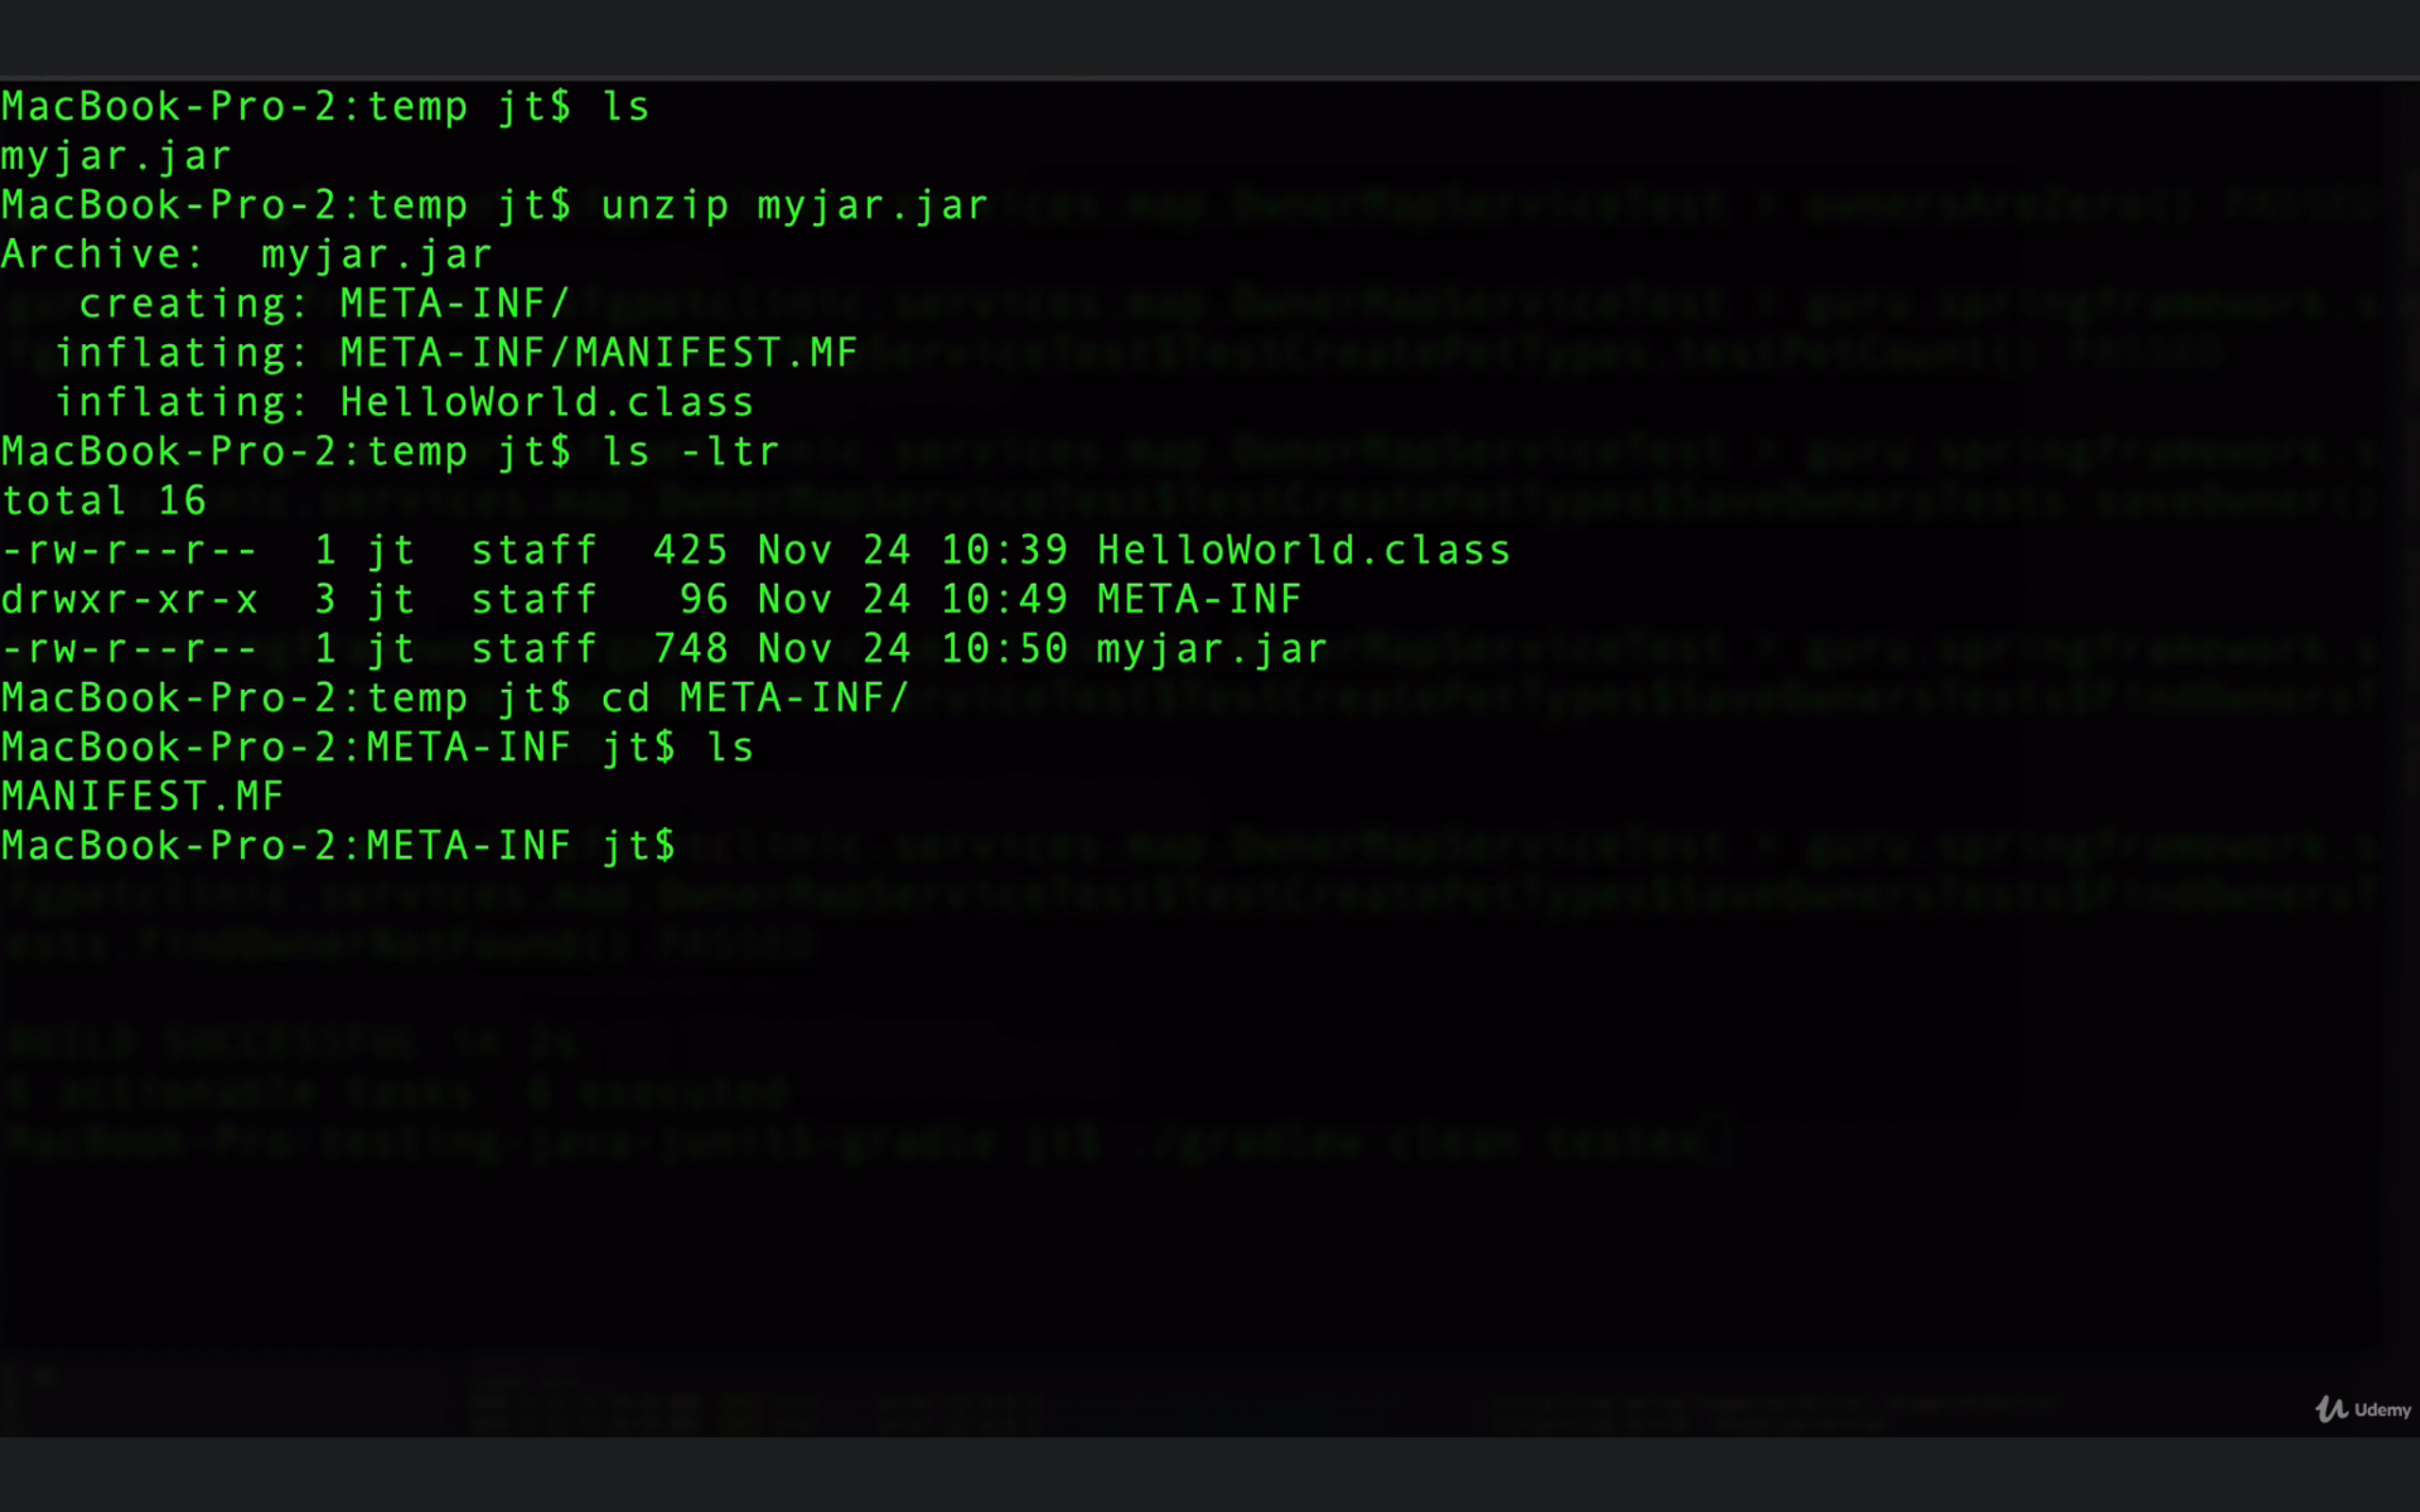 MacBook-Pro-2:temp jt$ ls
myjar.jar
MacBook-Pro-2:temp jt$ unzip myjar.jar
Archive:  myjar.jar
   creating: META-INF/
  inflating: META-INF/MANIFEST.MF
  inflating: HelloWorld.class
MacBook-Pro-2:temp jt$ ls -ltr
total 16
-rw-r--r--  1 jt  staff  425 Nov 24 10:39 HelloWorld.class
drwxr-xr-x  3 jt  staff   96 Nov 24 10:49 META-INF
-rw-r--r--  1 jt  staff  748 Nov 24 10:50 myjar.jar
MacBook-Pro-2:temp jt$ cd META-INF/
MacBook-Pro-2:META-INF jt$ ls
MANIFEST.MF
MacBook-Pro-2:META-INF jt$
Udemy